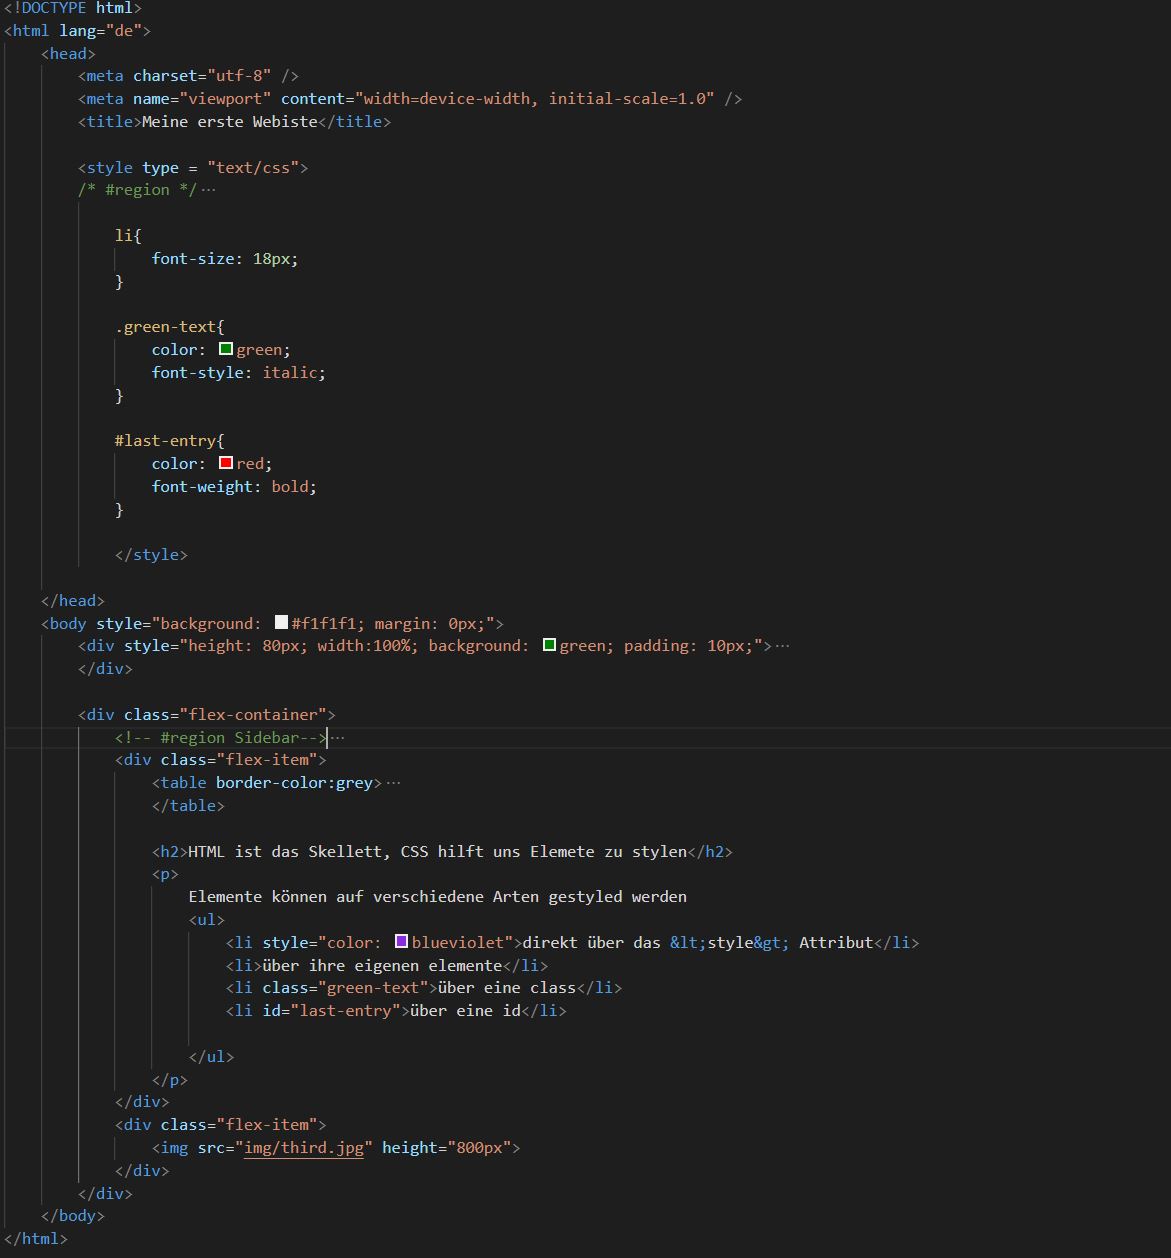 <!DOCTYPE html>
<html lang="de">
<head>
<meta charset="utf-8" />
<meta name="viewport" content="width=device-width, initial-scale=1.0" />
<title>Meine erste Webiste</title>
<style type = "text/css">
/* #region */ ···
li{
font-size: 18px;
}
.green-text{
color: green;
font-style: italic;
}
#last-entry{
color: red;
font-weight: bold;
}
</style>
</head>
<body style="background: #f1f1f1; margin: 0px;">
<div style="height: 80px; width:100%; background: green; padding: 10px;"> ···
</div>
<div class="flex-container">
<!-- #region Sidebar--> ···
<div class="flex-item">
<table border-color:grey> ···
</table>
<h2>HTML ist das Skellett, CSS hilft uns Elemete zu stylen</h2>
<p>
Elemente können auf verschiedene Arten gestyled werden
<ul>
<li style="color: blueviolet">direkt über das &lt;style&gt; Attribut</li>
<li>über ihre eigenen elemente</li>
<li class="green-text">über eine class</li>
<li id="last-entry">über eine id</li>
</ul>
</p>
</div>
<div class="flex-item">
<img src="img/third.jpg" height="800px">
</div>
</div>
</body>
</html>